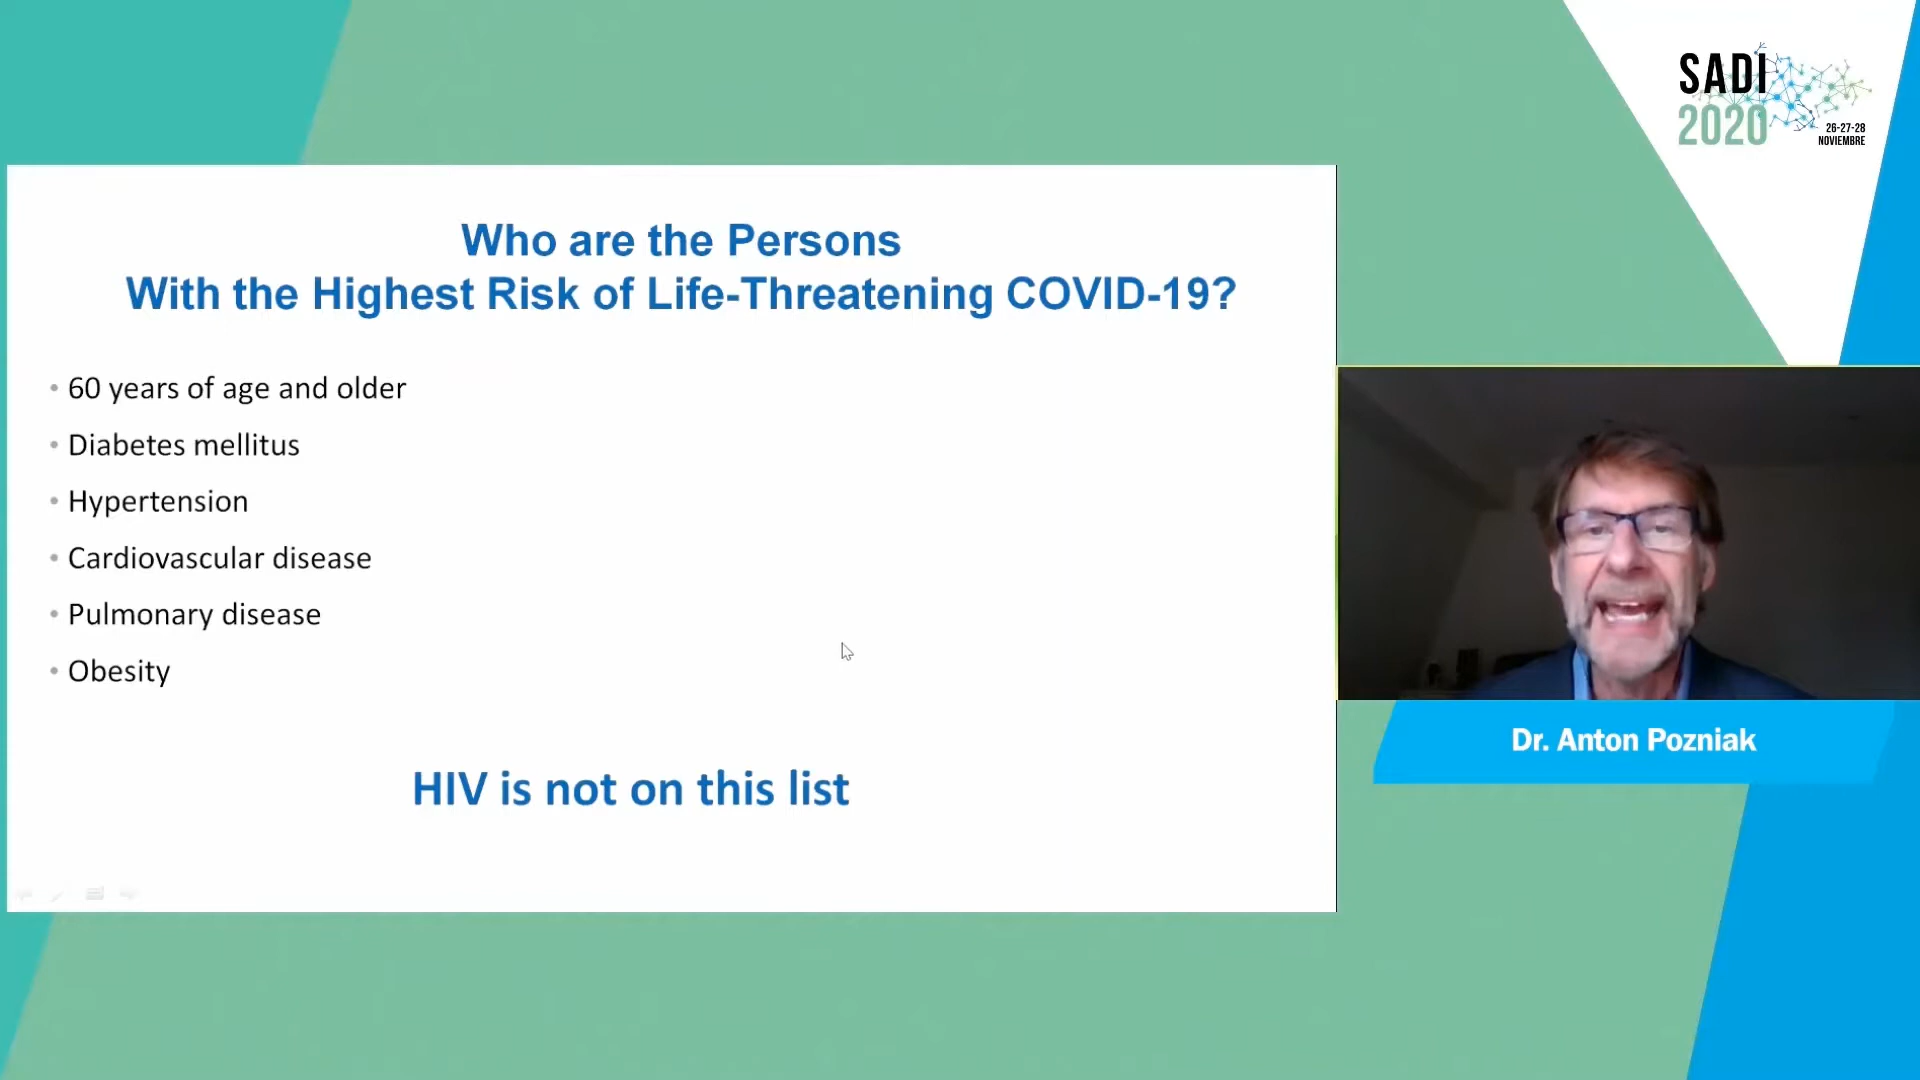 SADI
2020
26-27-28
NOVIEMBRE
Who are the Persons
With the Highest Risk of Life-Threatening COVID-19?
• 60 years of age and older
• Diabetes mellitus
• Hypertension
• Cardiovascular disease
• Pulmonary disease
• Obesity
HIV is not on this list
Dr. Anton Pozniak